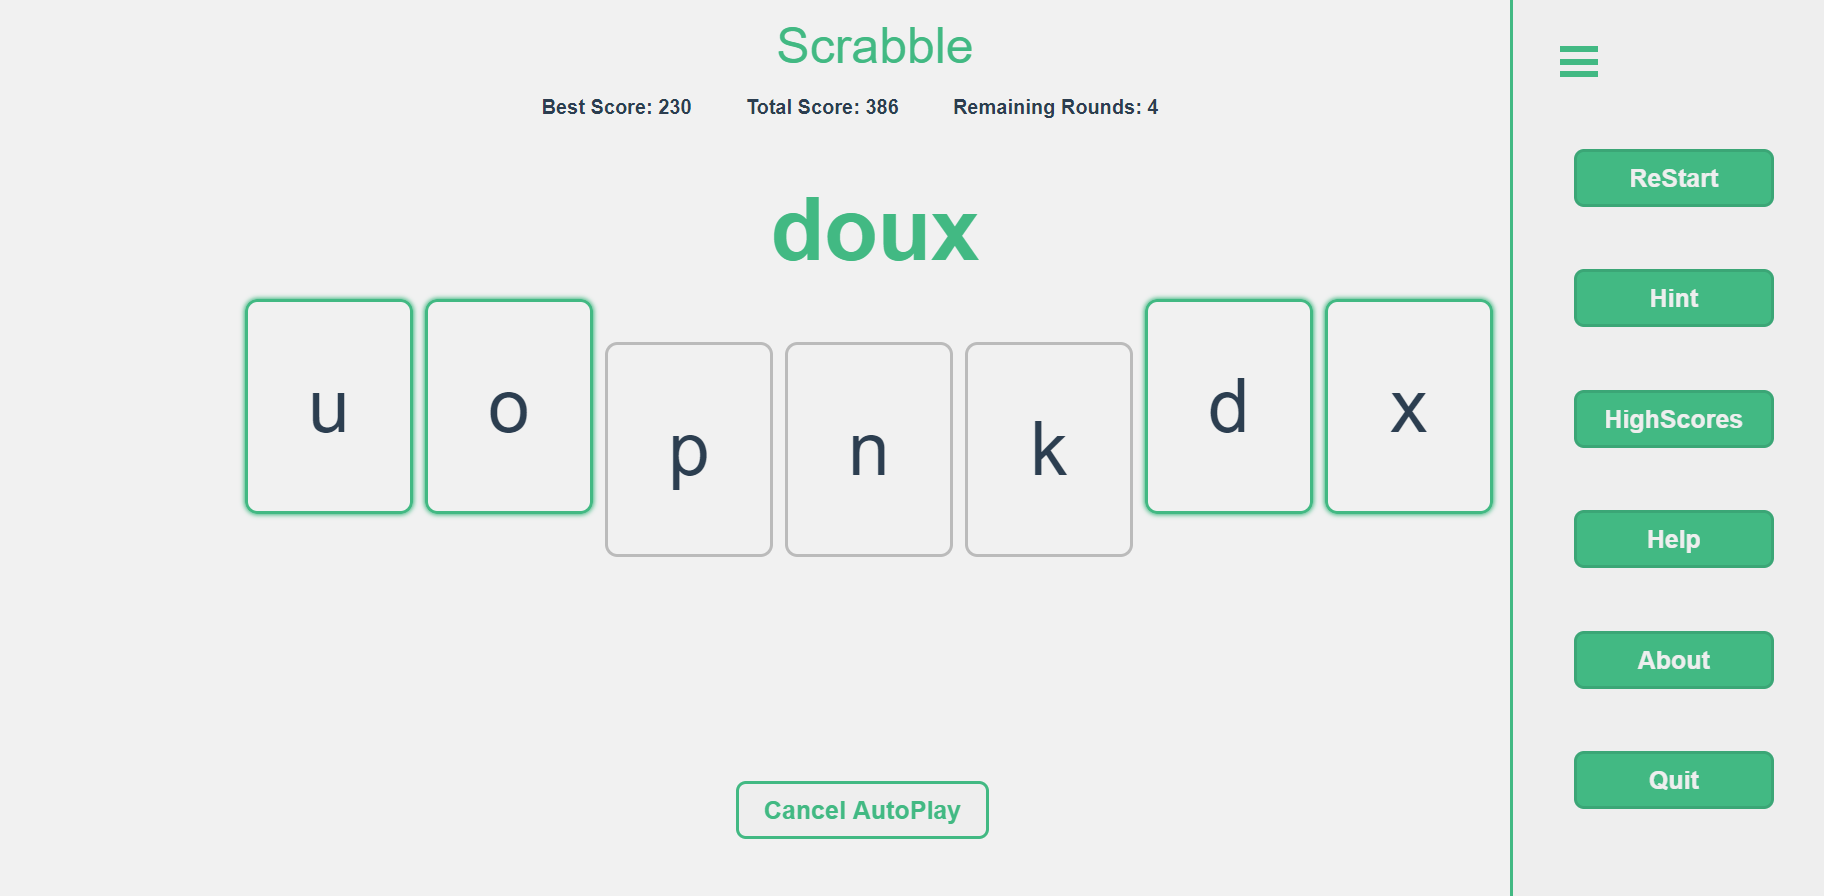 Scrabble
Best Score: 230 Total Score: 386 Remaining Rounds: 4
doux
u o p n k d x
Cancel AutoPlay
ReStart
Hint
HighScores
Help
About
Quit